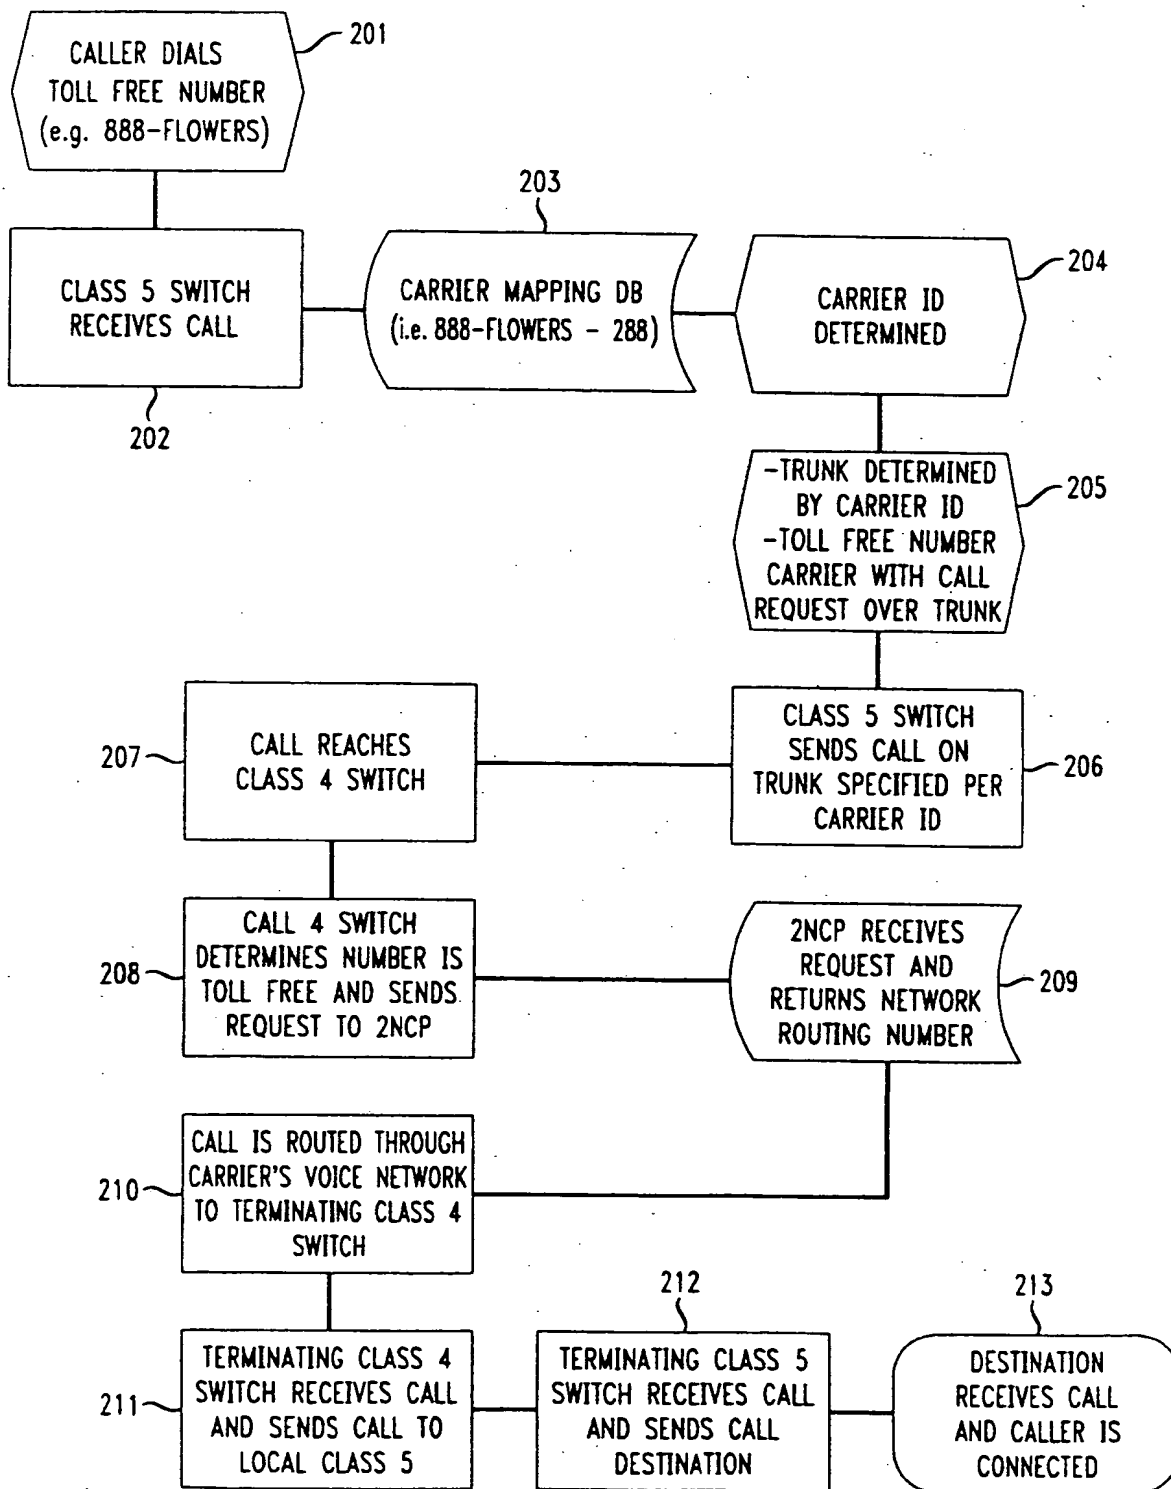 CALLER DIALS
TOLL FREE NUMBER
(e.g. 888-FLOWERS)
201
CLASS 5 SWITCH
RECEIVES CALL
202
203
CARRIER MAPPING DB
(i.e. 888-FLOWERS - 288)
CARRIER ID
DETERMINED
204
-TRUNK DETERMINED
BY CARRIER ID
-TOLL FREE NUMBER
CARRIER WITH CALL
REQUEST OVER TRUNK
205
CLASS 5 SWITCH
SENDS CALL ON
TRUNK SPECIFIED PER
CARRIER ID
206
207
CALL REACHES
CLASS 4 SWITCH
208
CALL 4 SWITCH
DETERMINES NUMBER IS
TOLL FREE AND SENDS
REQUEST TO 2NCP
2NCP RECEIVES
REQUEST AND
RETURNS NETWORK
ROUTING NUMBER
209
210
CALL IS ROUTED THROUGH
CARRIER'S VOICE NETWORK
TO TERMINATING CLASS 4
SWITCH
211
TERMINATING CLASS 4
SWITCH RECEIVES CALL
AND SENDS CALL TO
LOCAL CLASS 5
212
TERMINATING CLASS 5
SWITCH RECEIVES CALL
AND SENDS CALL
DESTINATION
213
DESTINATION
RECEIVES CALL
AND CALLER IS
CONNECTED